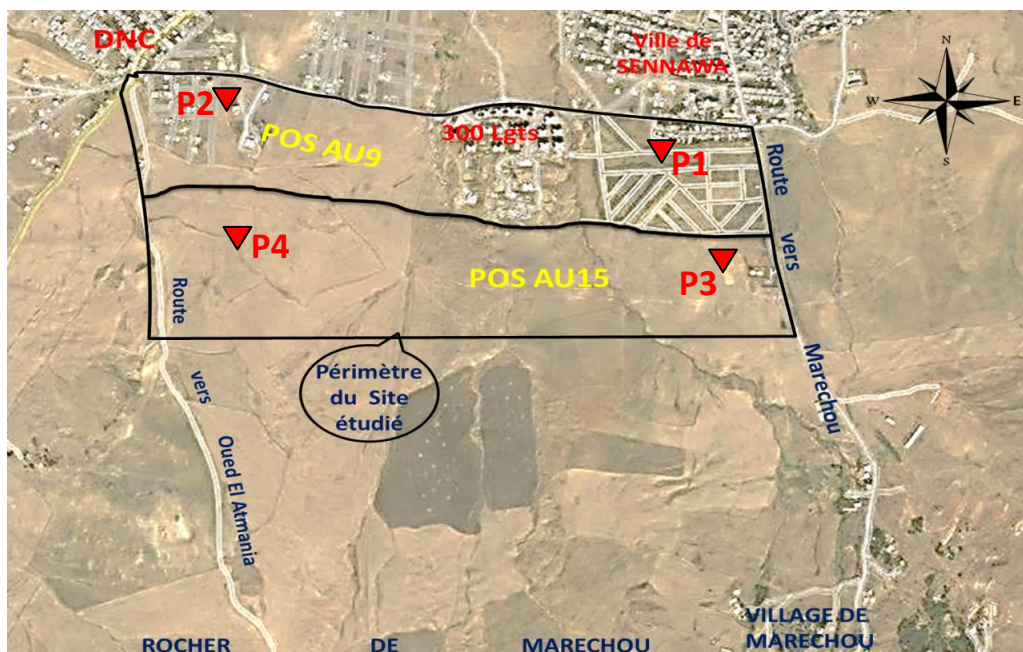 DNC
Ville de
SENNAWA
N
W
E
S
P2
300 Lgts
POS AU9
P1
Route
vers
Marechou
P4
POS AU15
P3
Route
vers
Oued El Atmania
Périmètre
du Site
étudié
VILLAGE DE
MARECHOU
ROCHER DE MARECHOU